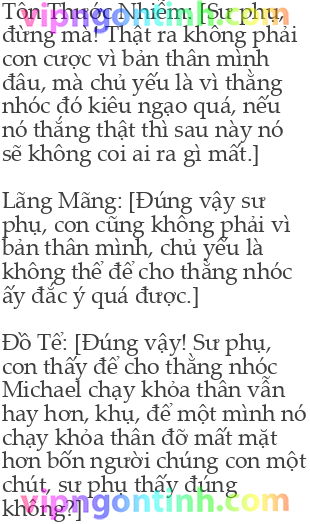 Tôn Thước Nhiễm: [Sư phụ,
đừng mà! Thật ra không phải
con cược vì bản thân mình
đâu, mà chủ yếu là vì thằng
nhóc đó kiêu ngạo quá, nếu
nó thắng thật thì sau này nó
sẽ không coi ai ra gì mất.]
Lãng Mãng: [Đúng vậy sư
phụ, con cũng không phải vì
bản thân mình, chủ yếu là
không thể để cho thằng nhóc
ấy đắc ý quá được.]
Đồ Tể: [Đúng vậy! Sư phụ,
con thấy để cho thằng nhóc
Michael chạy khỏa thân vẫn
hay hơn, khụ, để một mình nó
chạy khỏa thân đỡ mất mặt
hơn bốn người chúng con một
chút, sư phụ thấy đúng
không?]
vipngontinh.com
vipngontinh.com